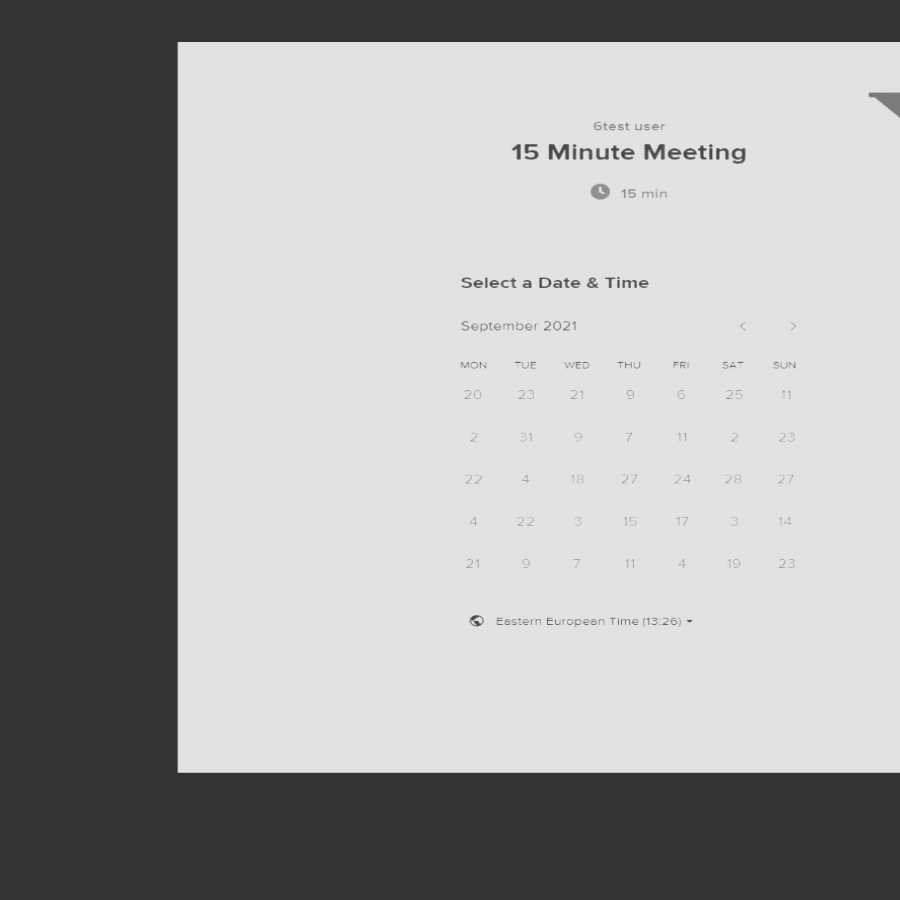 6test user
15 Minute Meeting
15 min
Select a Date & Time
September 2021 < >
MON TUE WED THU FRI SAT SUN
20 23 21 9 6 25 11
2 31 9 7 11 2 23
22 4 18 27 24 28 27
4 22 3 15 17 3 14
21 9 7 11 4 19 23
Eastern European Time (13:26)